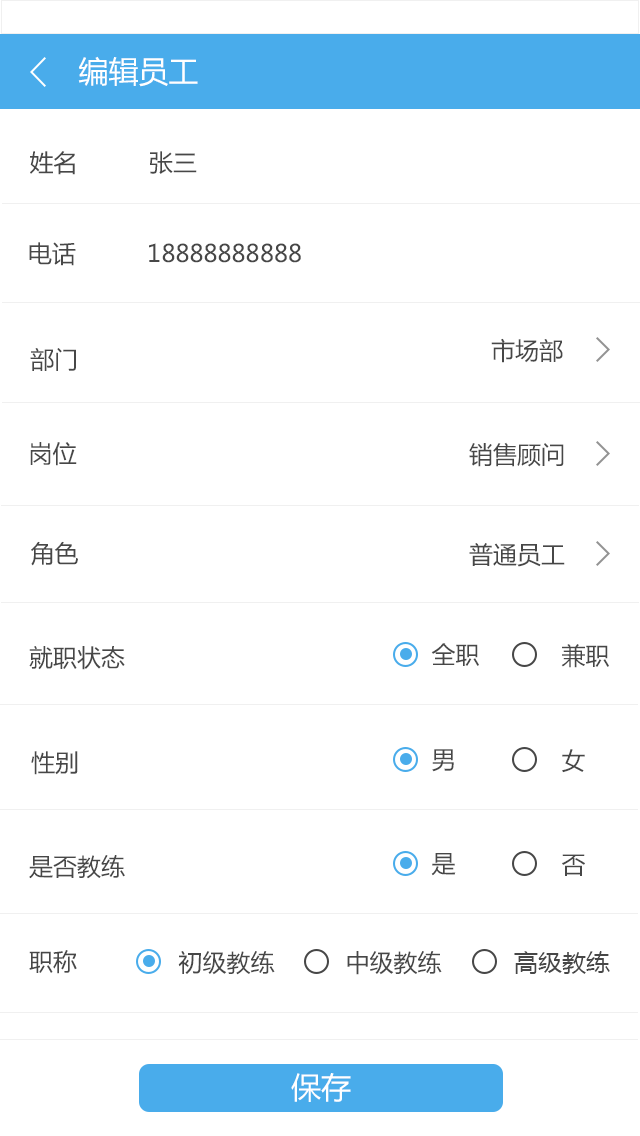 编辑员工
姓名 张三
电话 18888888888
部门 市场部
岗位 销售顾问
角色 普通员工
就职状态 全职 兼职
性别 男 女
是否教练 是 否
职称 初级教练 中级教练 高级教练
保存